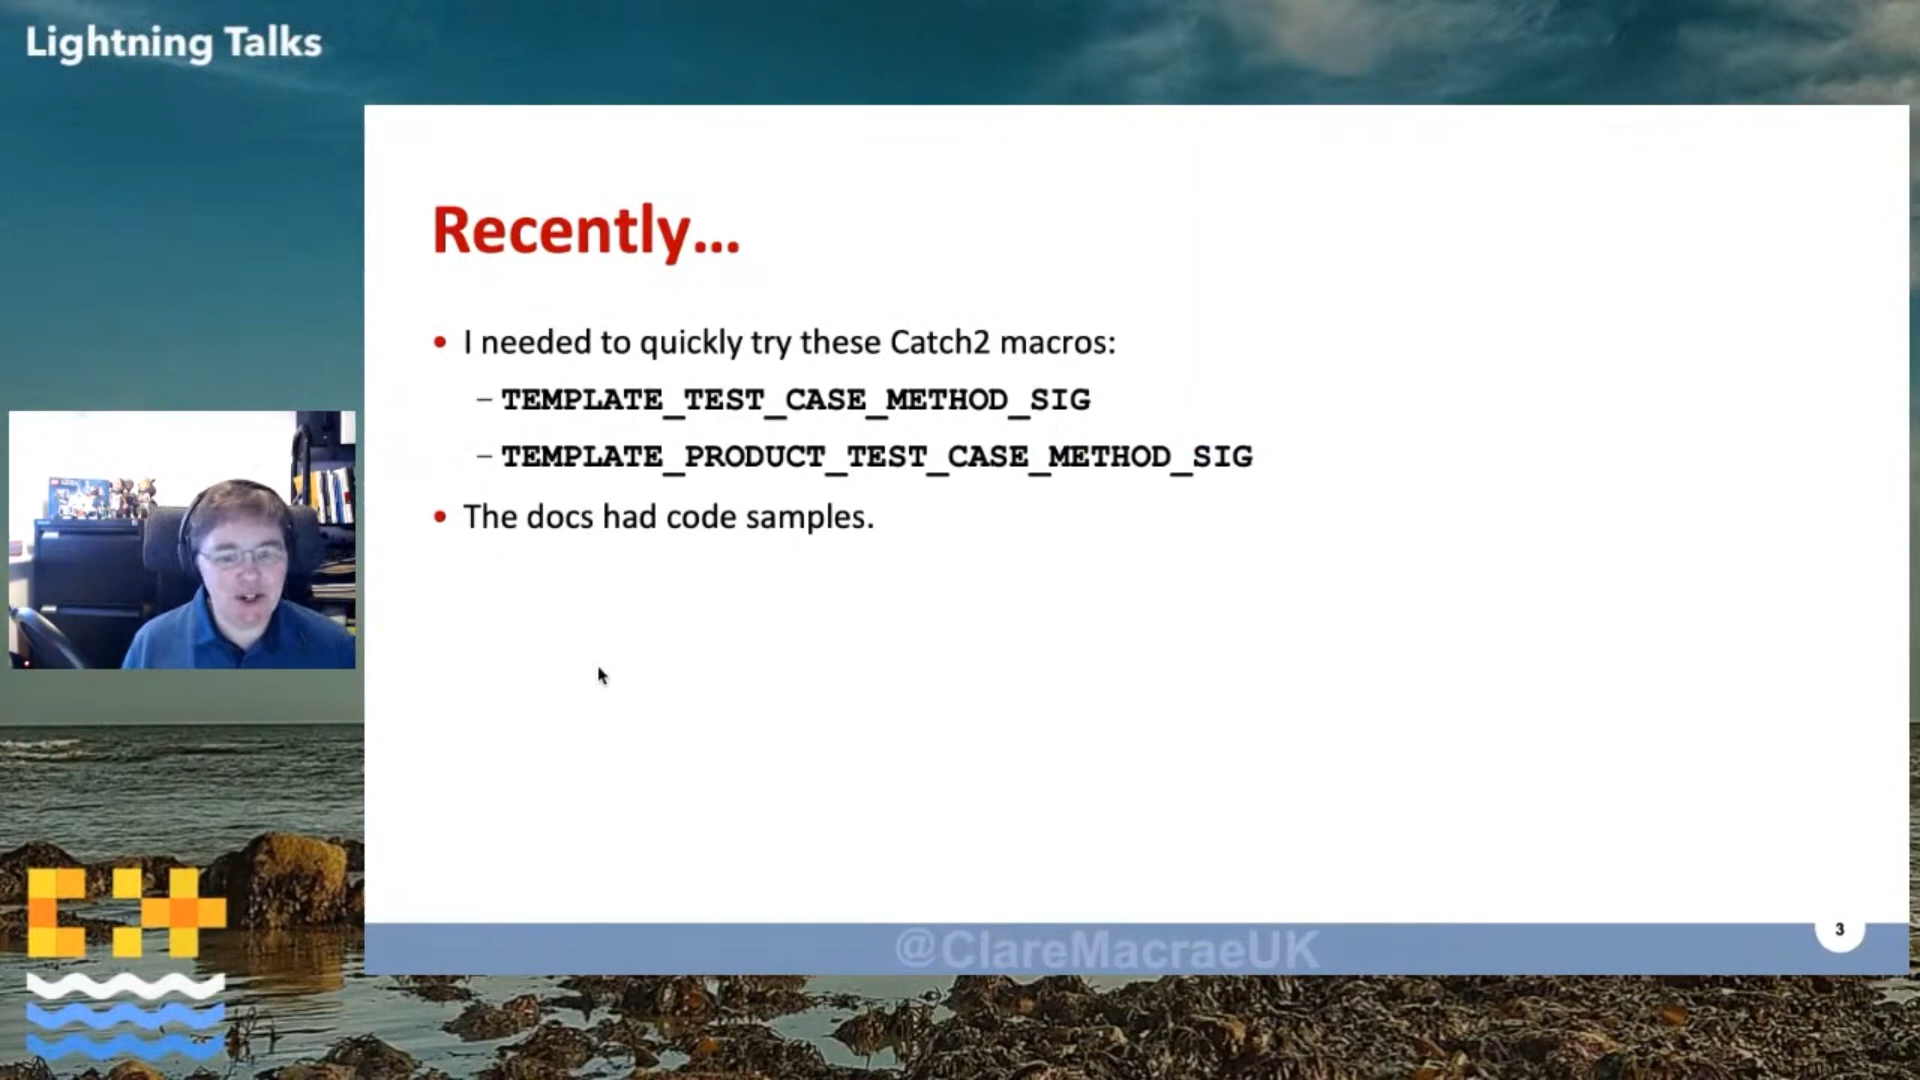 Lightning Talks
Recently...
• I needed to quickly try these Catch2 macros:
– TEMPLATE_TEST_CASE_METHOD_SIG
– TEMPLATE_PRODUCT_TEST_CASE_METHOD_SIG
• The docs had code samples.
@ClareMacraeUK
3
C++